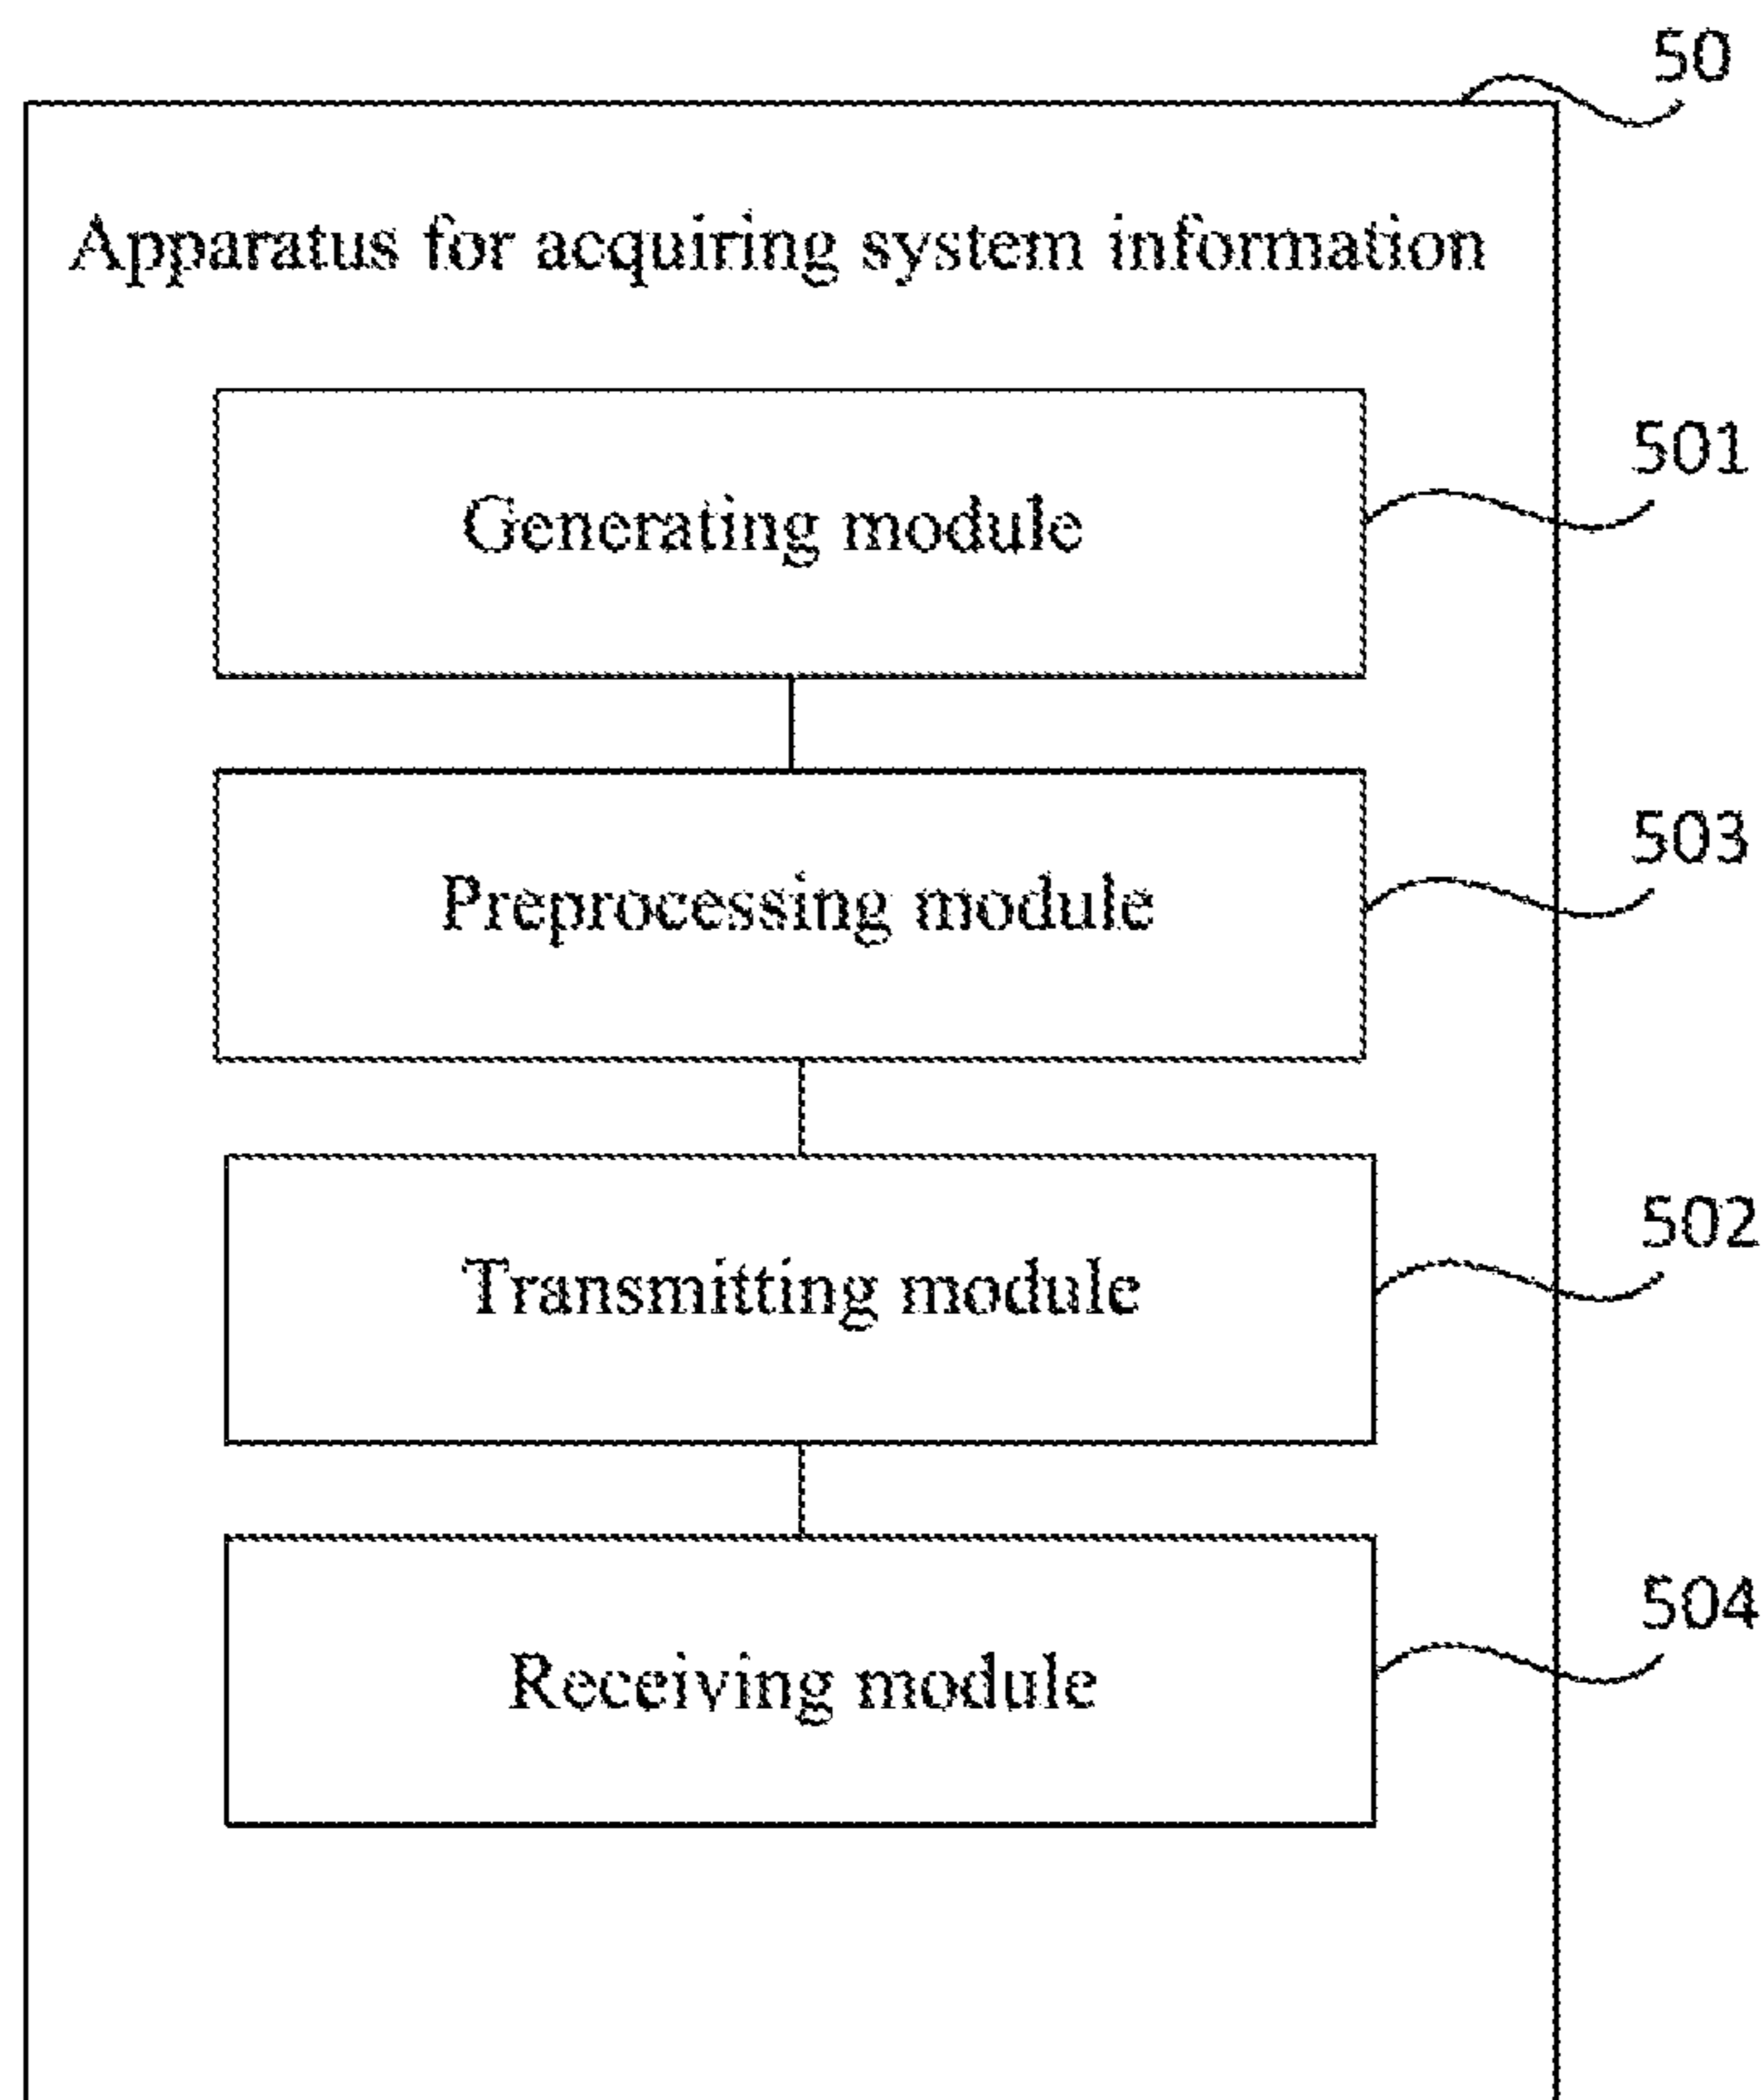 50
Apparatus for acquiring system information
Generating module
501
Preprocessing module
503
Transmitting module
502
Receiving module
504